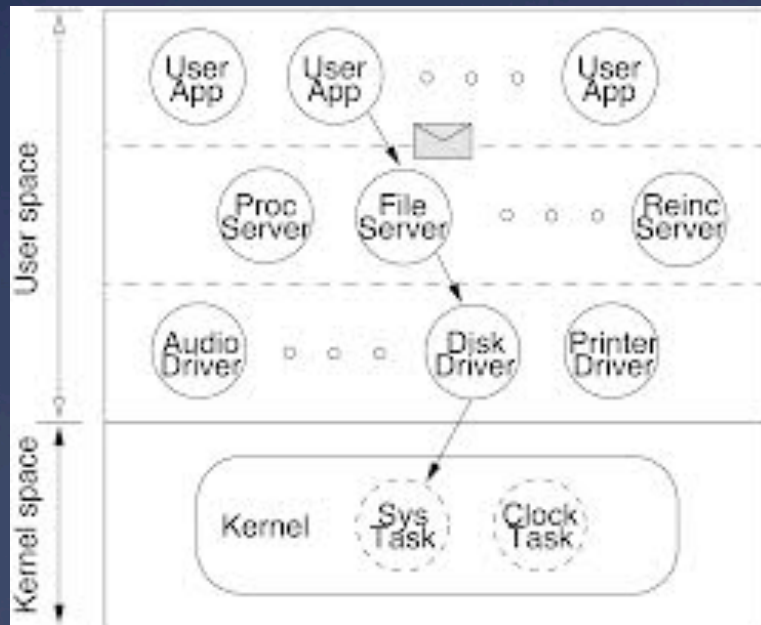 User space
User
App
User
App
User
App
Proc
Server
File
Server
Reinc
Server
Audio
Driver
Disk
Driver
Printer
Driver
Kernel space
Kernel
Sys
Task
Clock
Task